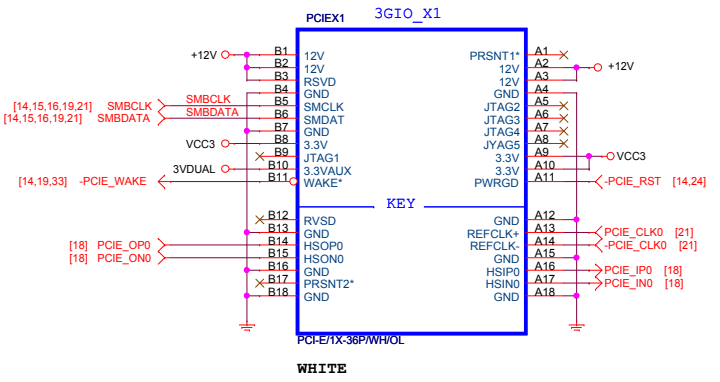 3GIO_X1
PCIEX1
+12V B1 12V PRSNT1* A1
B2 12V 12V A2 +12V
B3 RSVD 12V A3
B4 GND GND A4
[14,15,16,19,21] SMBCLK SMBCLK B5 SMCLK JTAG2 A5
[14,15,16,19,21] SMBDATA SMBDATA B6 SMDAT JTAG3 A6
B7 GND JTAG4 A7
VCC3 B8 3.3V JYAG5 A8
B9 JTAG1 3.3V A9 VCC3
3VDUAL B10 3.3VAUX 3.3V A10
[14,19,33] -PCIE_WAKE B11 WAKE* PWRGD A11 -PCIE_RST [14,24]
KEY
B12 RVSD GND A12
B13 GND REFCLK+ A13 PCIE_CLK0 [21]
[18] PCIE_OP0 B14 HSOP0 REFCLK- A14 -PCIE_CLK0 [21]
[18] PCIE_ON0 B15 HSON0 GND A15
B16 GND HSIP0 A16 PCIE_IP0 [18]
B17 PRSNT2* HSIN0 A17 PCIE_IN0 [18]
B18 GND GND A18
PCI-E/1X-36P/WH/OL
WHITE